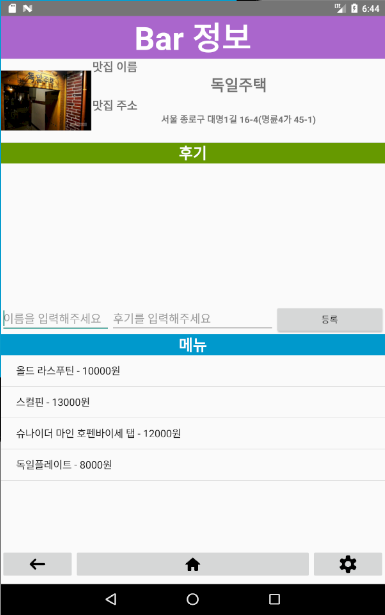 6:44
Bar 정보
맛집 이름
독일주택
맛집 주소
서울 종로구 대명1길 16-4(명륜4가 45-1)
후기
이름을 입력해주세요 후기를 입력해주세요 등록
메뉴
올드 라스푸틴 - 10000원
스컬핀 - 13000원
슈나이더 마인 호펜바이세 탭 - 12000원
독일플레이트 - 8000원